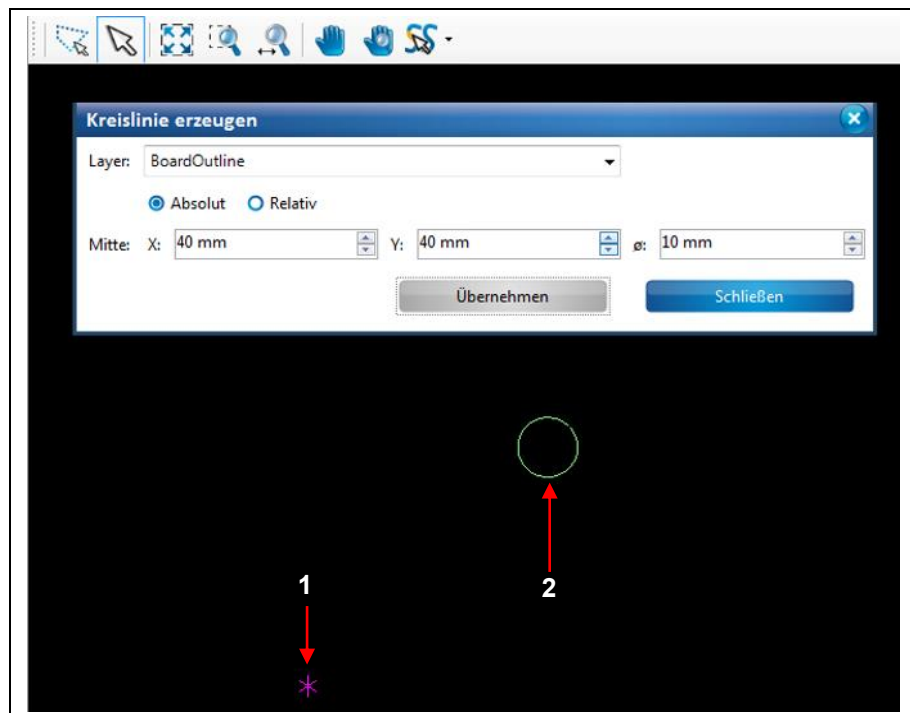 Kreislinie erzeugen
Layer: BoardOutline
Absolut Relativ
Mitte: X: 40 mm Y: 40 mm ø: 10 mm
Übernehmen Schließen
1
2